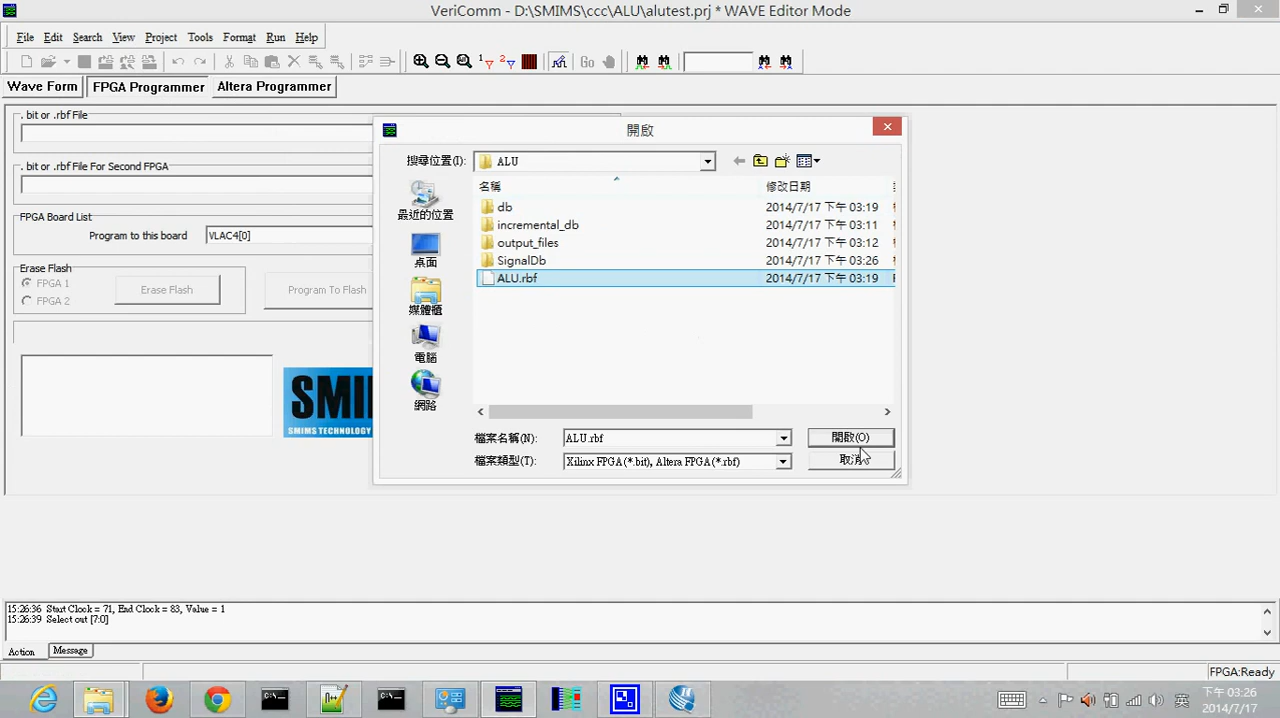 VeriComm - D:\SMIMS\ccc\ALU\alutest.prj * WAVE Editor Mode
File Edit Search View Project Tools Format Run Help
Go
Wave Form FPGA Programmer Altera Programmer
. bit or .rbf File
. bit or .rbf File For Second FPGA
FPGA Board List
Program to this board VLAC4[0]
Erase Flash
FPGA 1
FPGA 2
Erase Flash
Program To Flash
SMIMS TECHNOLOGY
開啟
搜尋位置(I): ALU
最近的位置
桌面
媒體櫃
電腦
網路
名稱 修改日期
db 2014/7/17 下午 03:19
incremental_db 2014/7/17 下午 03:11
output_files 2014/7/17 下午 03:12
SignalDb 2014/7/17 下午 03:26
ALU.rbf 2014/7/17 下午 03:19
檔案名稱(N): ALU.rbf 開啟(O)
檔案類型(T): Xilinx FPGA(*.bit), Altera FPGA(*.rbf) 取消
15:26:36 Start Clock = 71, End Clock = 83, Value = 1
15:26:39 Select out [7:0]
Action Message
FPGA:Ready
英
下午 03:26
2014/7/17